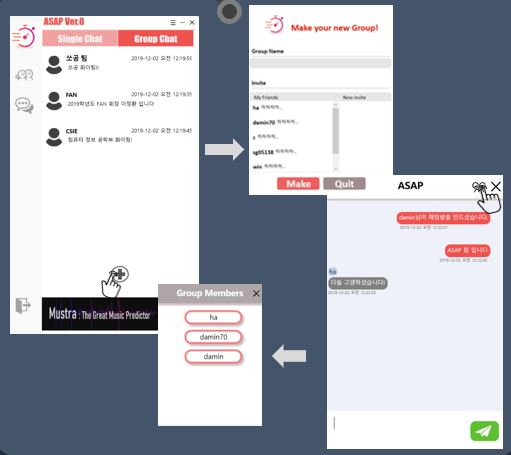 ASAP Ver.0
Single Chat
Group Chat
쏘공 팀
2019-12-02 오전 12:19:55
쏘공 화이팅!!
FAN
2019-12-02 오전 12:19:35
2019학년도 FAN 회장 이정환 입니다
CSIE
2019-12-02 오전 12:19:45
컴퓨터 정보 공학부 화이팅!
Mustra : The Great Music Predictor
Make your new Group!
Group Name
Invite
My Friends
New Invite
ha
damin70
c
sg05138
win
Make
Quit
ASAP
damin님이 채팅방을 만드셨습니다.
2019-12-02 오전 12:22:31
ASAP 팀 입니다
2019-12-02 오전 12:22:40
ha
다들 고생하셨습니다!
2019-12-02 오전 12:22:58
Group Members
ha
damin70
damin